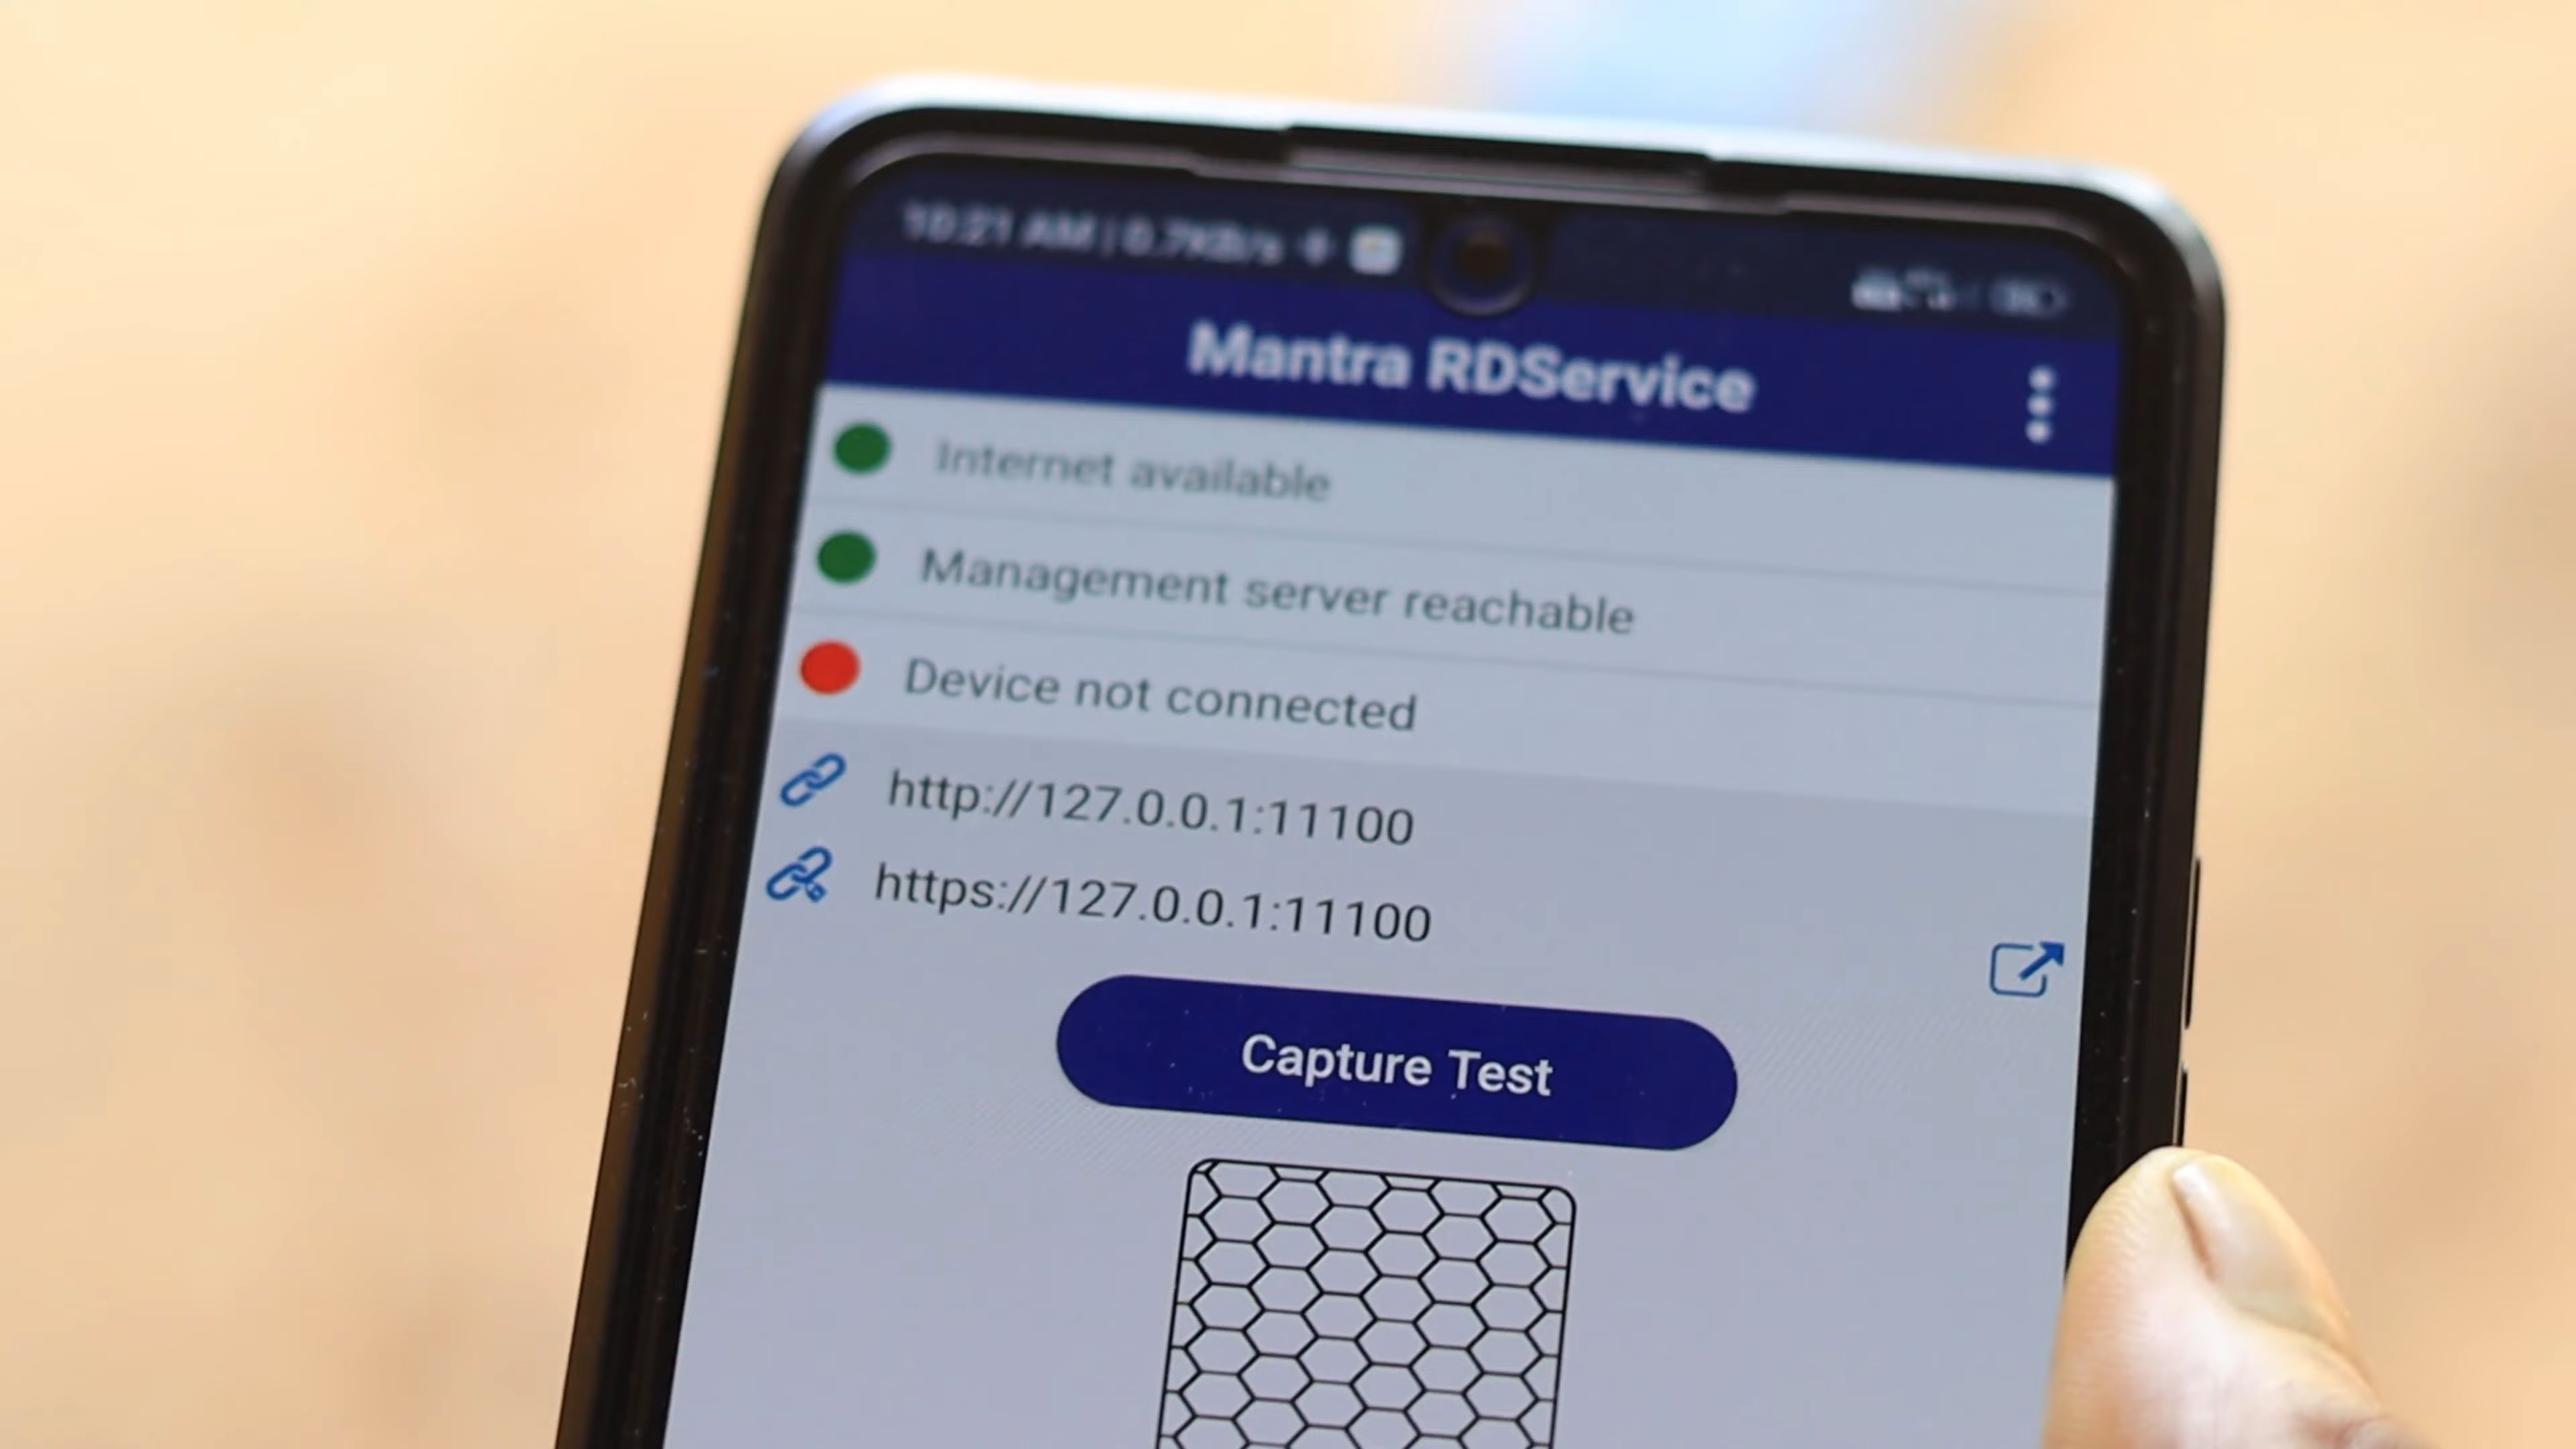 10:21 AM | 0.7KB/s
Mantra RDService
Internet available
Management server reachable
Device not connected
http://127.0.0.1:11100
https://127.0.0.1:11100
Capture Test